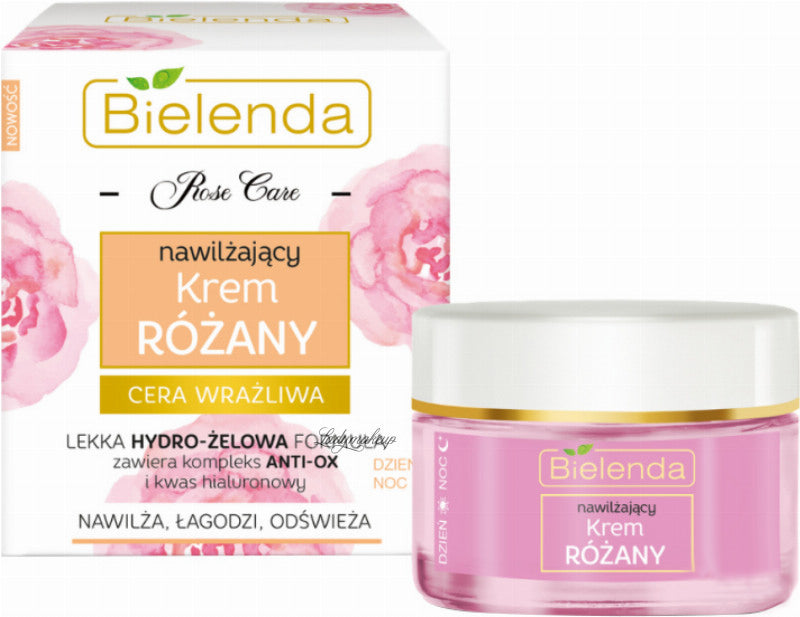 NOWOŚĆ
Bielenda
Bielenda
Rose Care
nawilżający
Krem
RÓŻANY
CERA WRAŻLIWA
LEKKA HYDRO-ŻELOWA
zawiera kompleks ANTI-OX
i kwas hialuronowy
DZIEŃ
NOC
NAWILŻA, ŁAGODZI, ODŚWIEŻA
DZIEŃ NOC
Bielenda
nawilżający
Krem
RÓŻANY